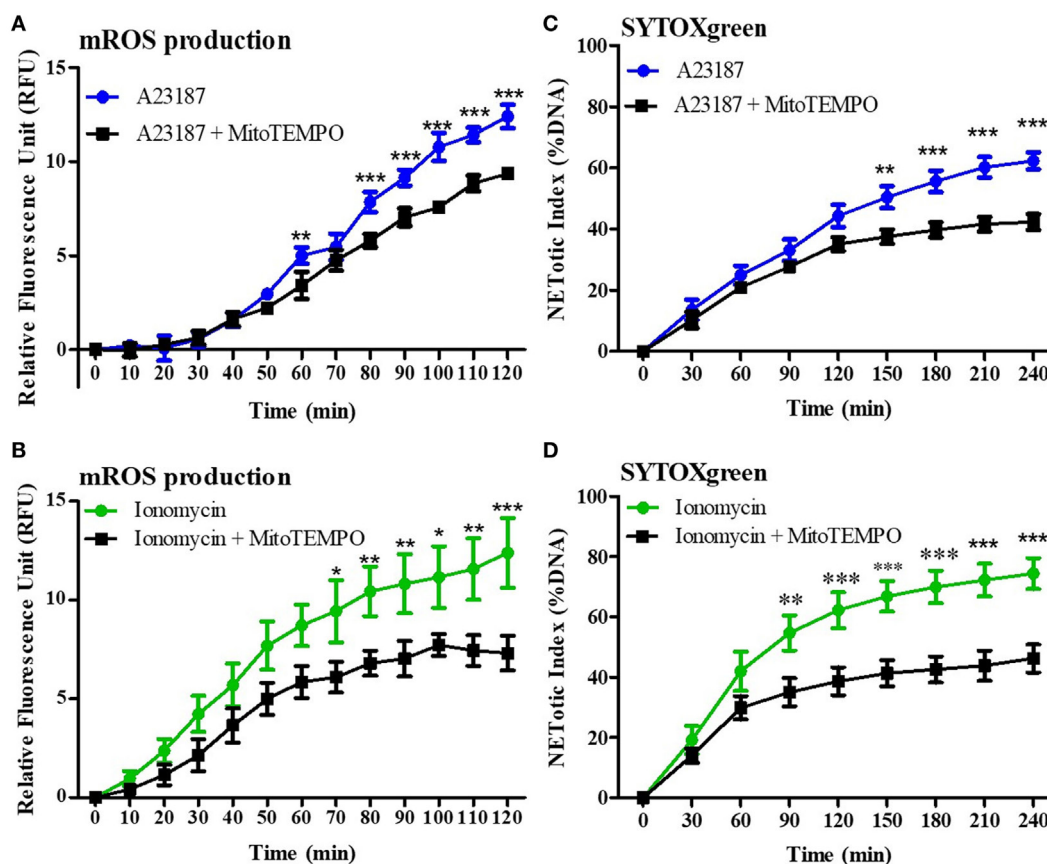 A
mROS production
Relative Fluorescence Unit (RFU)
15
10
5
0
A23187
A23187 + MitoTEMPO
** *** *** *** *** ***
0 10 20 30 40 50 60 70 80 90 100 110 120
Time (min)
B
mROS production
Relative Fluorescence Unit (RFU)
15
10
5
0
Ionomycin
Ionomycin + MitoTEMPO
* ** ** * ** ***
0 10 20 30 40 50 60 70 80 90 100 110 120
Time (min)
C
SYTOXgreen
NETotic Index (%DNA)
100
80
60
40
20
0
A23187
A23187 + MitoTEMPO
** *** *** ***
0 30 60 90 120 150 180 210 240
Time (min)
D
SYTOXgreen
NETotic Index (%DNA)
100
80
60
40
20
0
Ionomycin
Ionomycin + MitoTEMPO
** *** *** *** *** ***
0 30 60 90 120 150 180 210 240
Time (min)